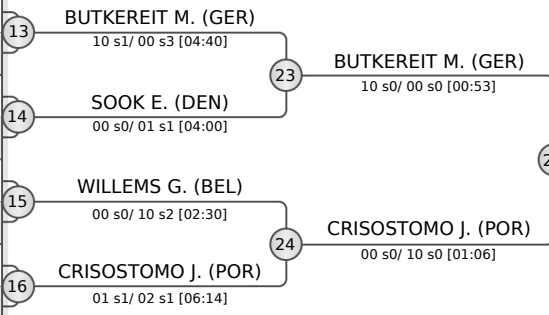 BUTKEREIT M. (GER)
13
10 s1/ 00 s3 [04:40]
23
BUTKEREIT M. (GER)
10 s0/ 00 s0 [00:53]
SOOK E. (DEN)
14
00 s0/ 01 s1 [04:00]
WILLEMS G. (BEL)
15
00 s0/ 10 s2 [02:30]
24
CRISOSTOMO J. (POR)
00 s0/ 10 s0 [01:06]
CRISOSTOMO J. (POR)
16
01 s1/ 02 s1 [06:14]